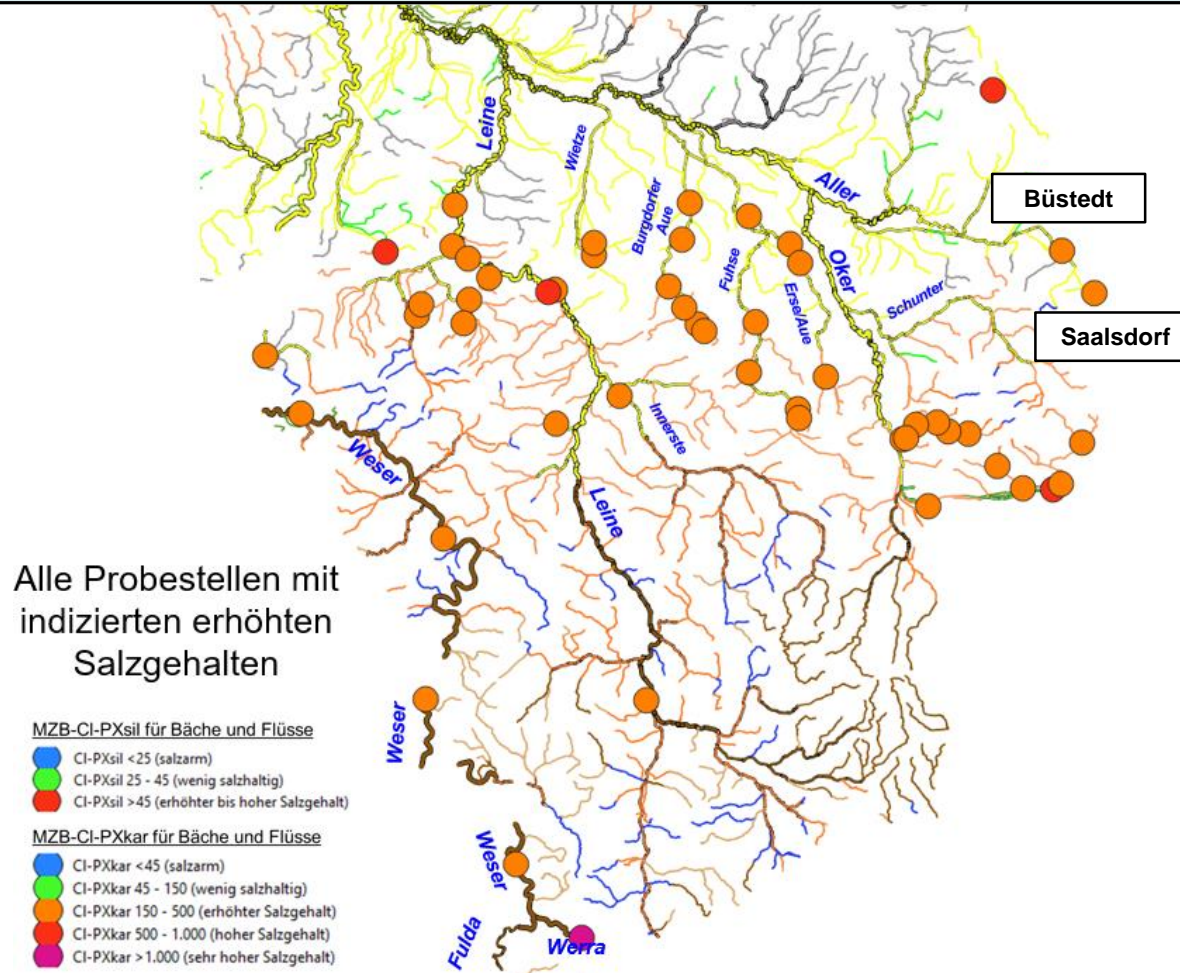 Leine
Wietze
Burgdorfer
Aue
Aller
Büstedt
Fuhse
Erse/Aue
Oker
Schunter
Saalsdorf
Innerste
Weser
Leine
Alle Probestellen mit
indizierten erhöhten
Salzgehalten
Weser
MZB-Cl-PXsil für Bäche und Flüsse
Cl-PXsil <25 (salzarm)
Cl-PXsil 25 - 45 (wenig salzhaltig)
Cl-PXsil >45 (erhöhter bis hoher Salzgehalt)
MZB-Cl-PXkar für Bäche und Flüsse
Cl-PXkar <45 (salzarm)
Cl-PXkar 45 - 150 (wenig salzhaltig)
Cl-PXkar 150 - 500 (erhöhter Salzgehalt)
Cl-PXkar 500 - 1.000 (hoher Salzgehalt)
Cl-PXkar >1.000 (sehr hoher Salzgehalt)
Weser
Fulda
Werra